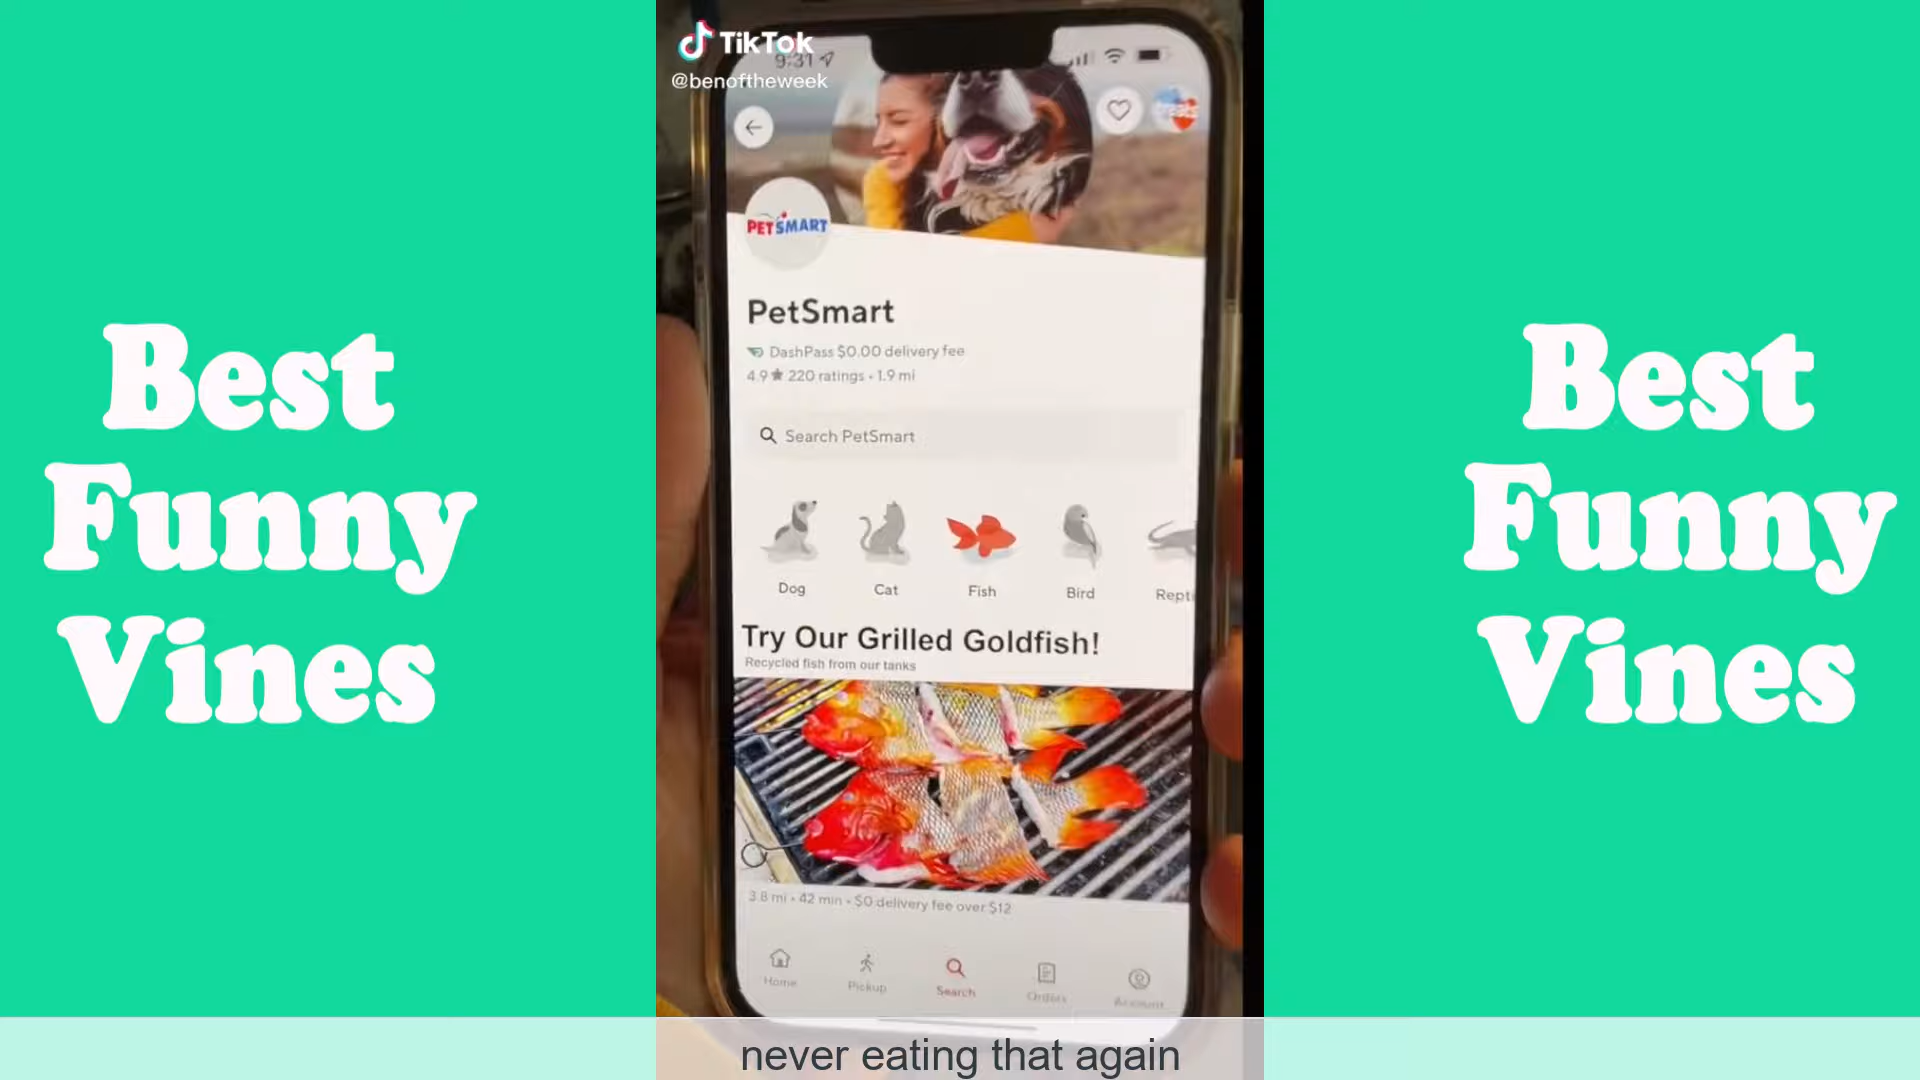 TikTok
9:31
@benoftheweek
PETSMART
PetSmart
DashPass $0.00 delivery fee
4.9★ 220 ratings • 1.9 mi
Search PetSmart
Dog
Cat
Fish
Bird
Repti
Try Our Grilled Goldfish!
Recycled fish from our tanks
3.8 mi • 42 min • $0 delivery fee over $12
Home
Pickup
Search
Orders
Account
Best
Funny
Vines
Best
Funny
Vines
never eating that again